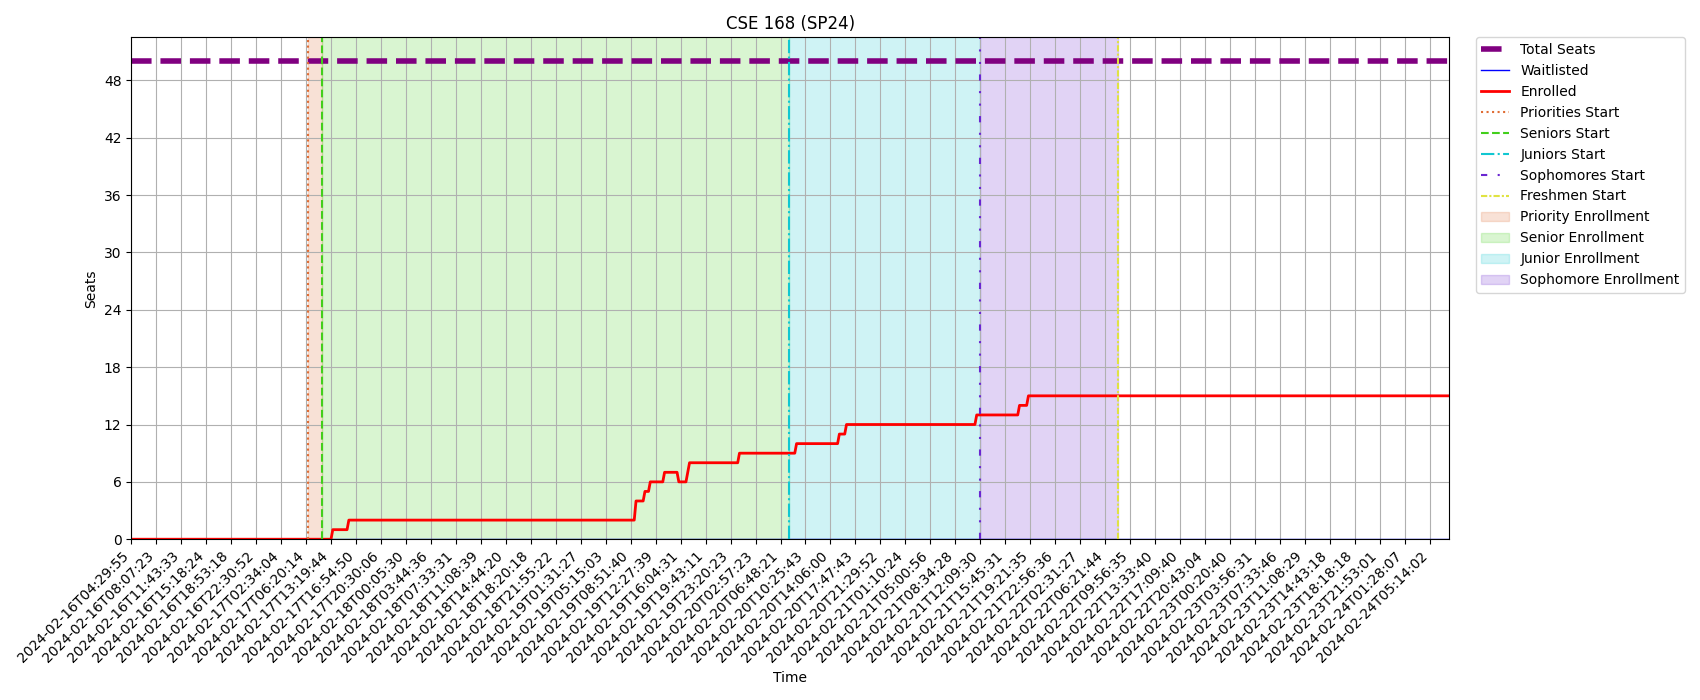 CSE 168 (SP24)
Total Seats
Waitlisted
Enrolled
Priorities Start
Seniors Start
Juniors Start
Sophomores Start
Freshmen Start
Priority Enrollment
Senior Enrollment
Junior Enrollment
Sophomore Enrollment
Seats
48
42
36
30
24
18
12
6
0
2024-02-16T04:29:55
2024-02-16T08:07:23
2024-02-16T11:43:33
2024-02-16T15:18:24
2024-02-16T18:53:18
2024-02-16T22:30:52
2024-02-17T02:34:04
2024-02-17T06:20:14
2024-02-17T13:19:44
2024-02-17T16:54:50
2024-02-17T20:30:06
2024-02-18T00:05:30
2024-02-18T03:44:36
2024-02-18T07:33:31
2024-02-18T11:08:39
2024-02-18T14:44:20
2024-02-18T18:20:18
2024-02-18T21:55:22
2024-02-19T01:31:27
2024-02-19T05:15:03
2024-02-19T08:51:40
2024-02-19T12:27:39
2024-02-19T16:04:31
2024-02-19T19:43:11
2024-02-19T23:20:23
2024-02-20T02:57:23
2024-02-20T06:48:21
2024-02-20T10:25:43
2024-02-20T14:06:00
2024-02-20T17:47:43
2024-02-20T21:29:52
2024-02-21T01:10:24
2024-02-21T05:00:56
2024-02-21T08:34:28
2024-02-21T12:09:30
2024-02-21T15:45:31
2024-02-21T19:21:35
2024-02-21T22:56:36
2024-02-22T02:31:27
2024-02-22T06:21:44
2024-02-22T09:56:35
2024-02-22T13:33:40
2024-02-22T17:09:40
2024-02-22T20:43:04
2024-02-23T00:20:40
2024-02-23T03:56:31
2024-02-23T07:33:46
2024-02-23T11:08:29
2024-02-23T14:43:18
2024-02-23T18:18:18
2024-02-23T21:53:01
2024-02-24T01:28:07
2024-02-24T05:14:02
Time